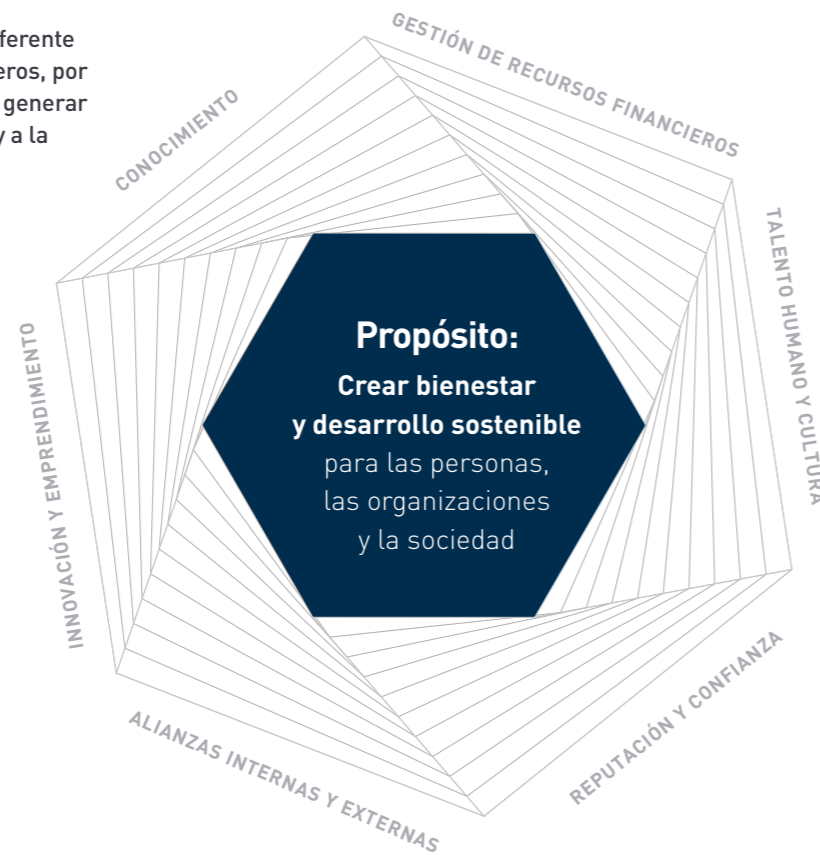 ferente
eros, por
generar
y a la
GESTIÓN DE RECURSOS FINANCIEROS
CONOCIMIENTO
TALENTO HUMANO Y CULTURA
INNOVACIÓN Y EMPRENDIMIENTO
Propósito:
Crear bienestar
y desarrollo sostenible
para las personas,
las organizaciones
y la sociedad
REPUTACIÓN Y CONFIANZA
ALIANZAS INTERNAS Y EXTERNAS